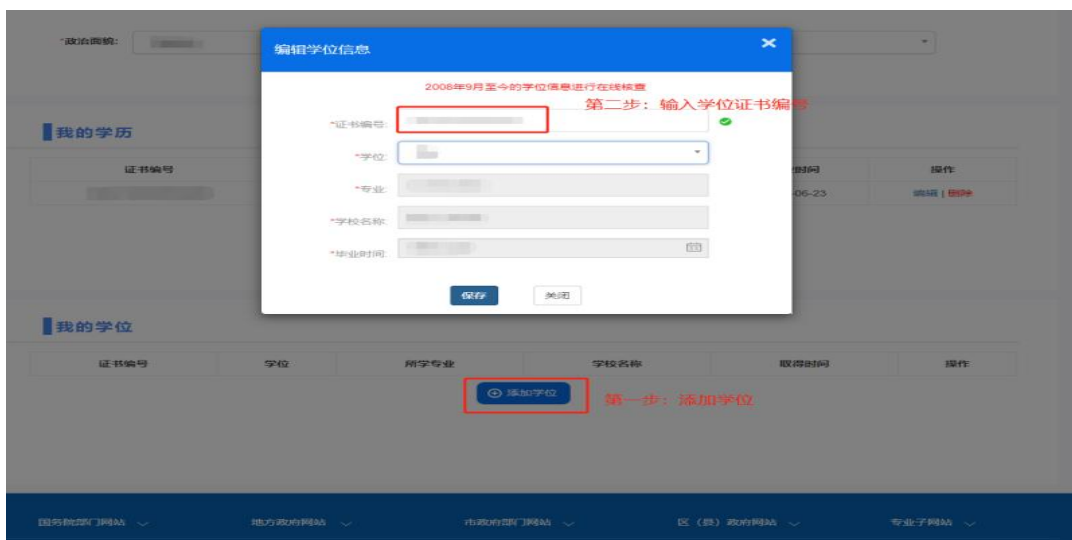 *政治面貌:
编辑学位信息 ×
2008年9月至今的学位信息进行在线核查
第二步：输入学位证书编号
*证书编号:
*学位:
*专业:
*学校名称:
*毕业时间:
保存 关闭
我的学历
证书编号 时间 操作
-06-23 编辑 | 删除
我的学位
证书编号 学位 所学专业 学校名称 取得时间 操作
添加学位
第一步：添加学位
国务院部门网站 地方政府网站 市政府部门网站 区（县）政府网站 专业子网站